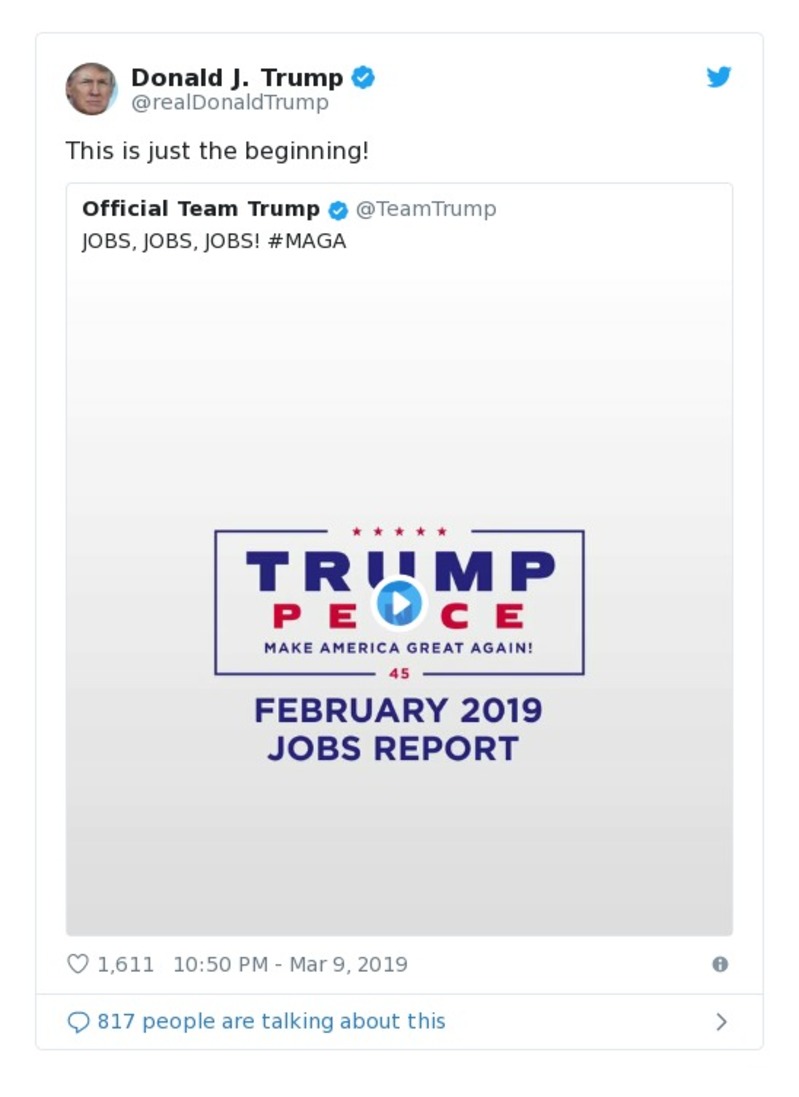 Donald J. Trump
@realDonaldTrump
This is just the beginning!
Official Team Trump @TeamTrump
JOBS, JOBS, JOBS! #MAGA
TRUMP
PENCE
MAKE AMERICA GREAT AGAIN!
45
FEBRUARY 2019
JOBS REPORT
1,611 10:50 PM - Mar 9, 2019
817 people are talking about this